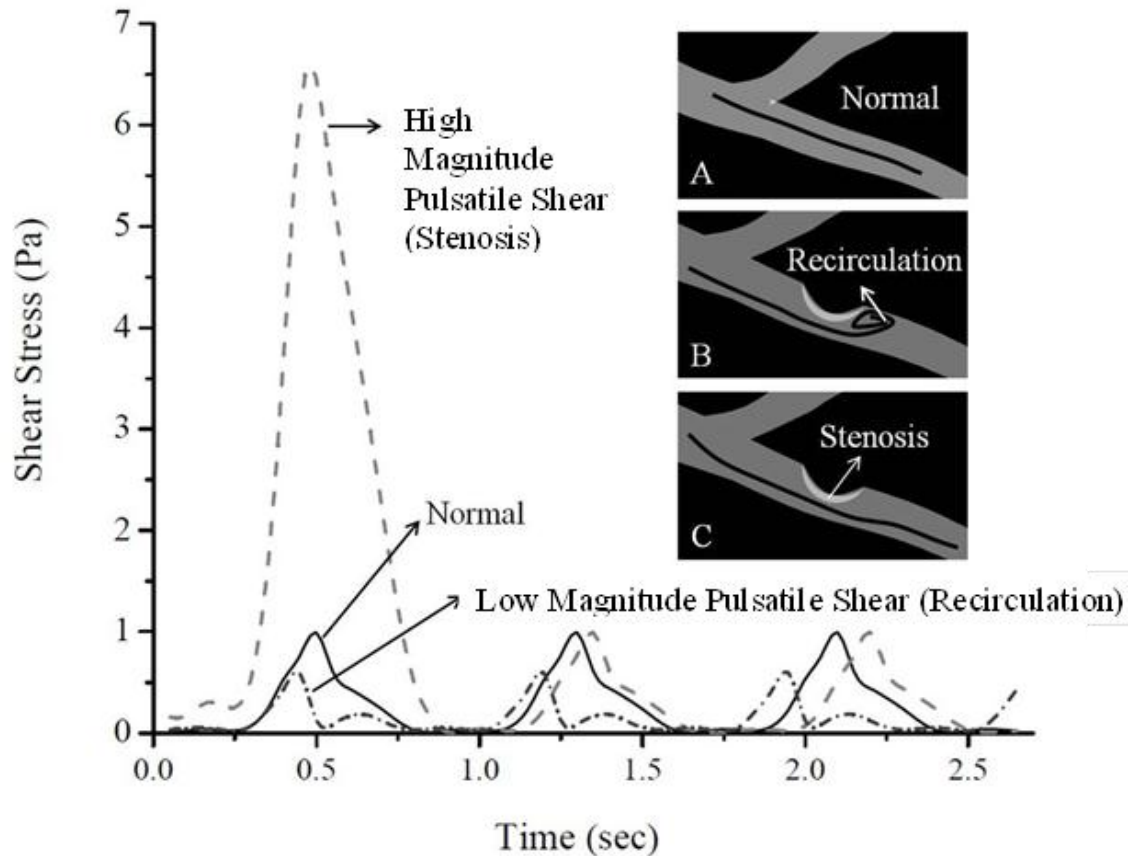 7
6
5
4
3
2
1
0
Shear Stress (Pa)
High
Magnitude
Pulsatile Shear
(Stenosis)
Normal
Low Magnitude Pulsatile Shear (Recirculation)
Normal
A
Recirculation
B
Stenosis
C
0.0 0.5 1.0 1.5 2.0 2.5
Time (sec)